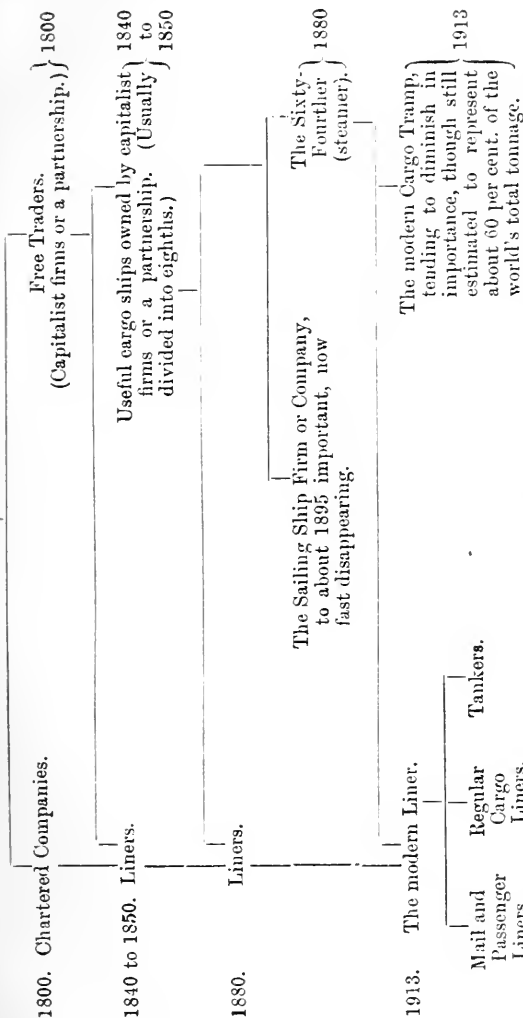 1800. Chartered Companies.
Free Traders. } 1800
(Capitalist firms or a partnership.)
1840 to 1850. Liners.
Useful cargo ships owned by capitalist } 1840
firms or a partnership. (Usually } to
divided into eighths.) 1850
1880. Liners.
The Sailing Ship Firm or Company,
to about 1895 important, now
fast disappearing.
The Sixty-
Fourther } 1880
(steamer).
1913. The modern Liner.
The modern Cargo Tramp,
tending to diminish in
importance, though still } 1913
estimated to represent
about 60 per cent. of the
world's total tonnage.
Mail and
Passenger
Liners
Regular
Cargo
Liners.
Tankers.